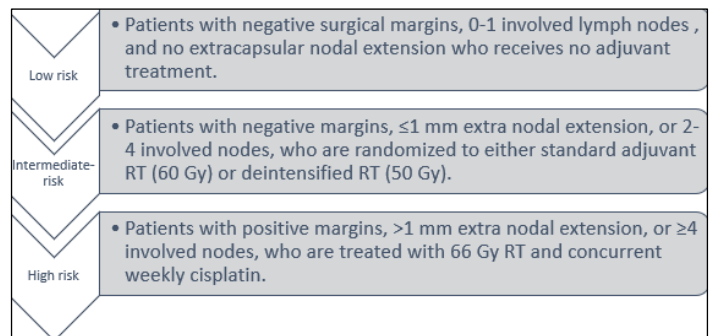 • Patients with negative surgical margins, 0-1 involved lymph nodes ,
and no extracapsular nodal extension who receives no adjuvant
treatment.
Low risk
• Patients with negative margins, ≤1 mm extra nodal extension, or 2-
4 involved nodes, who are randomized to either standard adjuvant
RT (60 Gy) or deintensified RT (50 Gy).
Intermediate-
risk
• Patients with positive margins, >1 mm extra nodal extension, or ≥4
involved nodes, who are treated with 66 Gy RT and concurrent
weekly cisplatin.
High risk